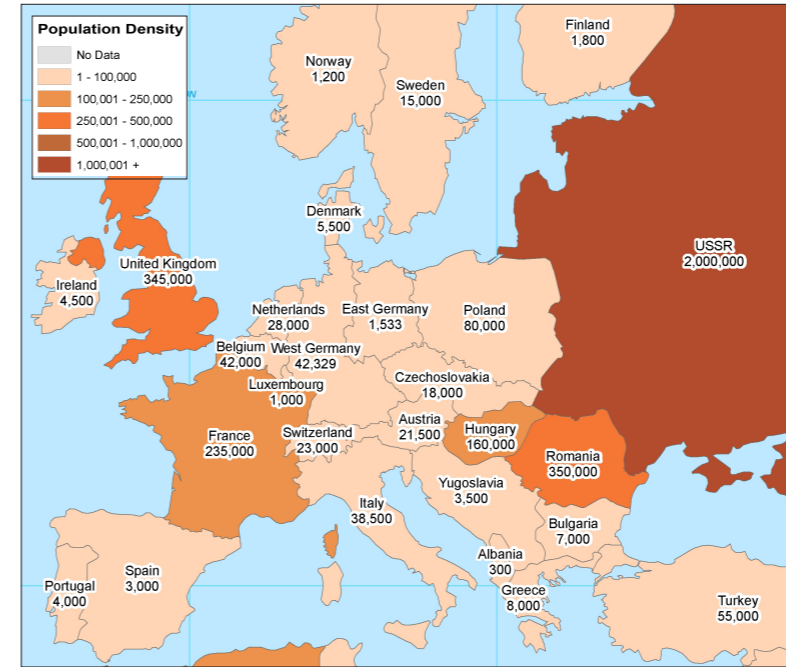 Population Density
No Data
1 - 100,000
100,001 - 250,000
250,001 - 500,000
500,001 - 1,000,000
1,000,001 +
Finland
1,800
Norway
1,200
Sweden
15,000
Denmark
5,500
USSR
2,000,000
United Kingdom
345,000
Ireland
4,500
Netherlands
28,000
East Germany
1,533
Poland
80,000
Belgium
42,000
West Germany
42,329
Luxembourg
1,000
Czechoslovakia
18,000
Austria
21,500
Hungary
160,000
France
235,000
Switzerland
23,000
Romania
350,000
Yugoslavia
3,500
Italy
38,500
Bulgaria
7,000
Albania
300
Greece
8,000
Spain
3,000
Portugal
4,000
Turkey
55,000